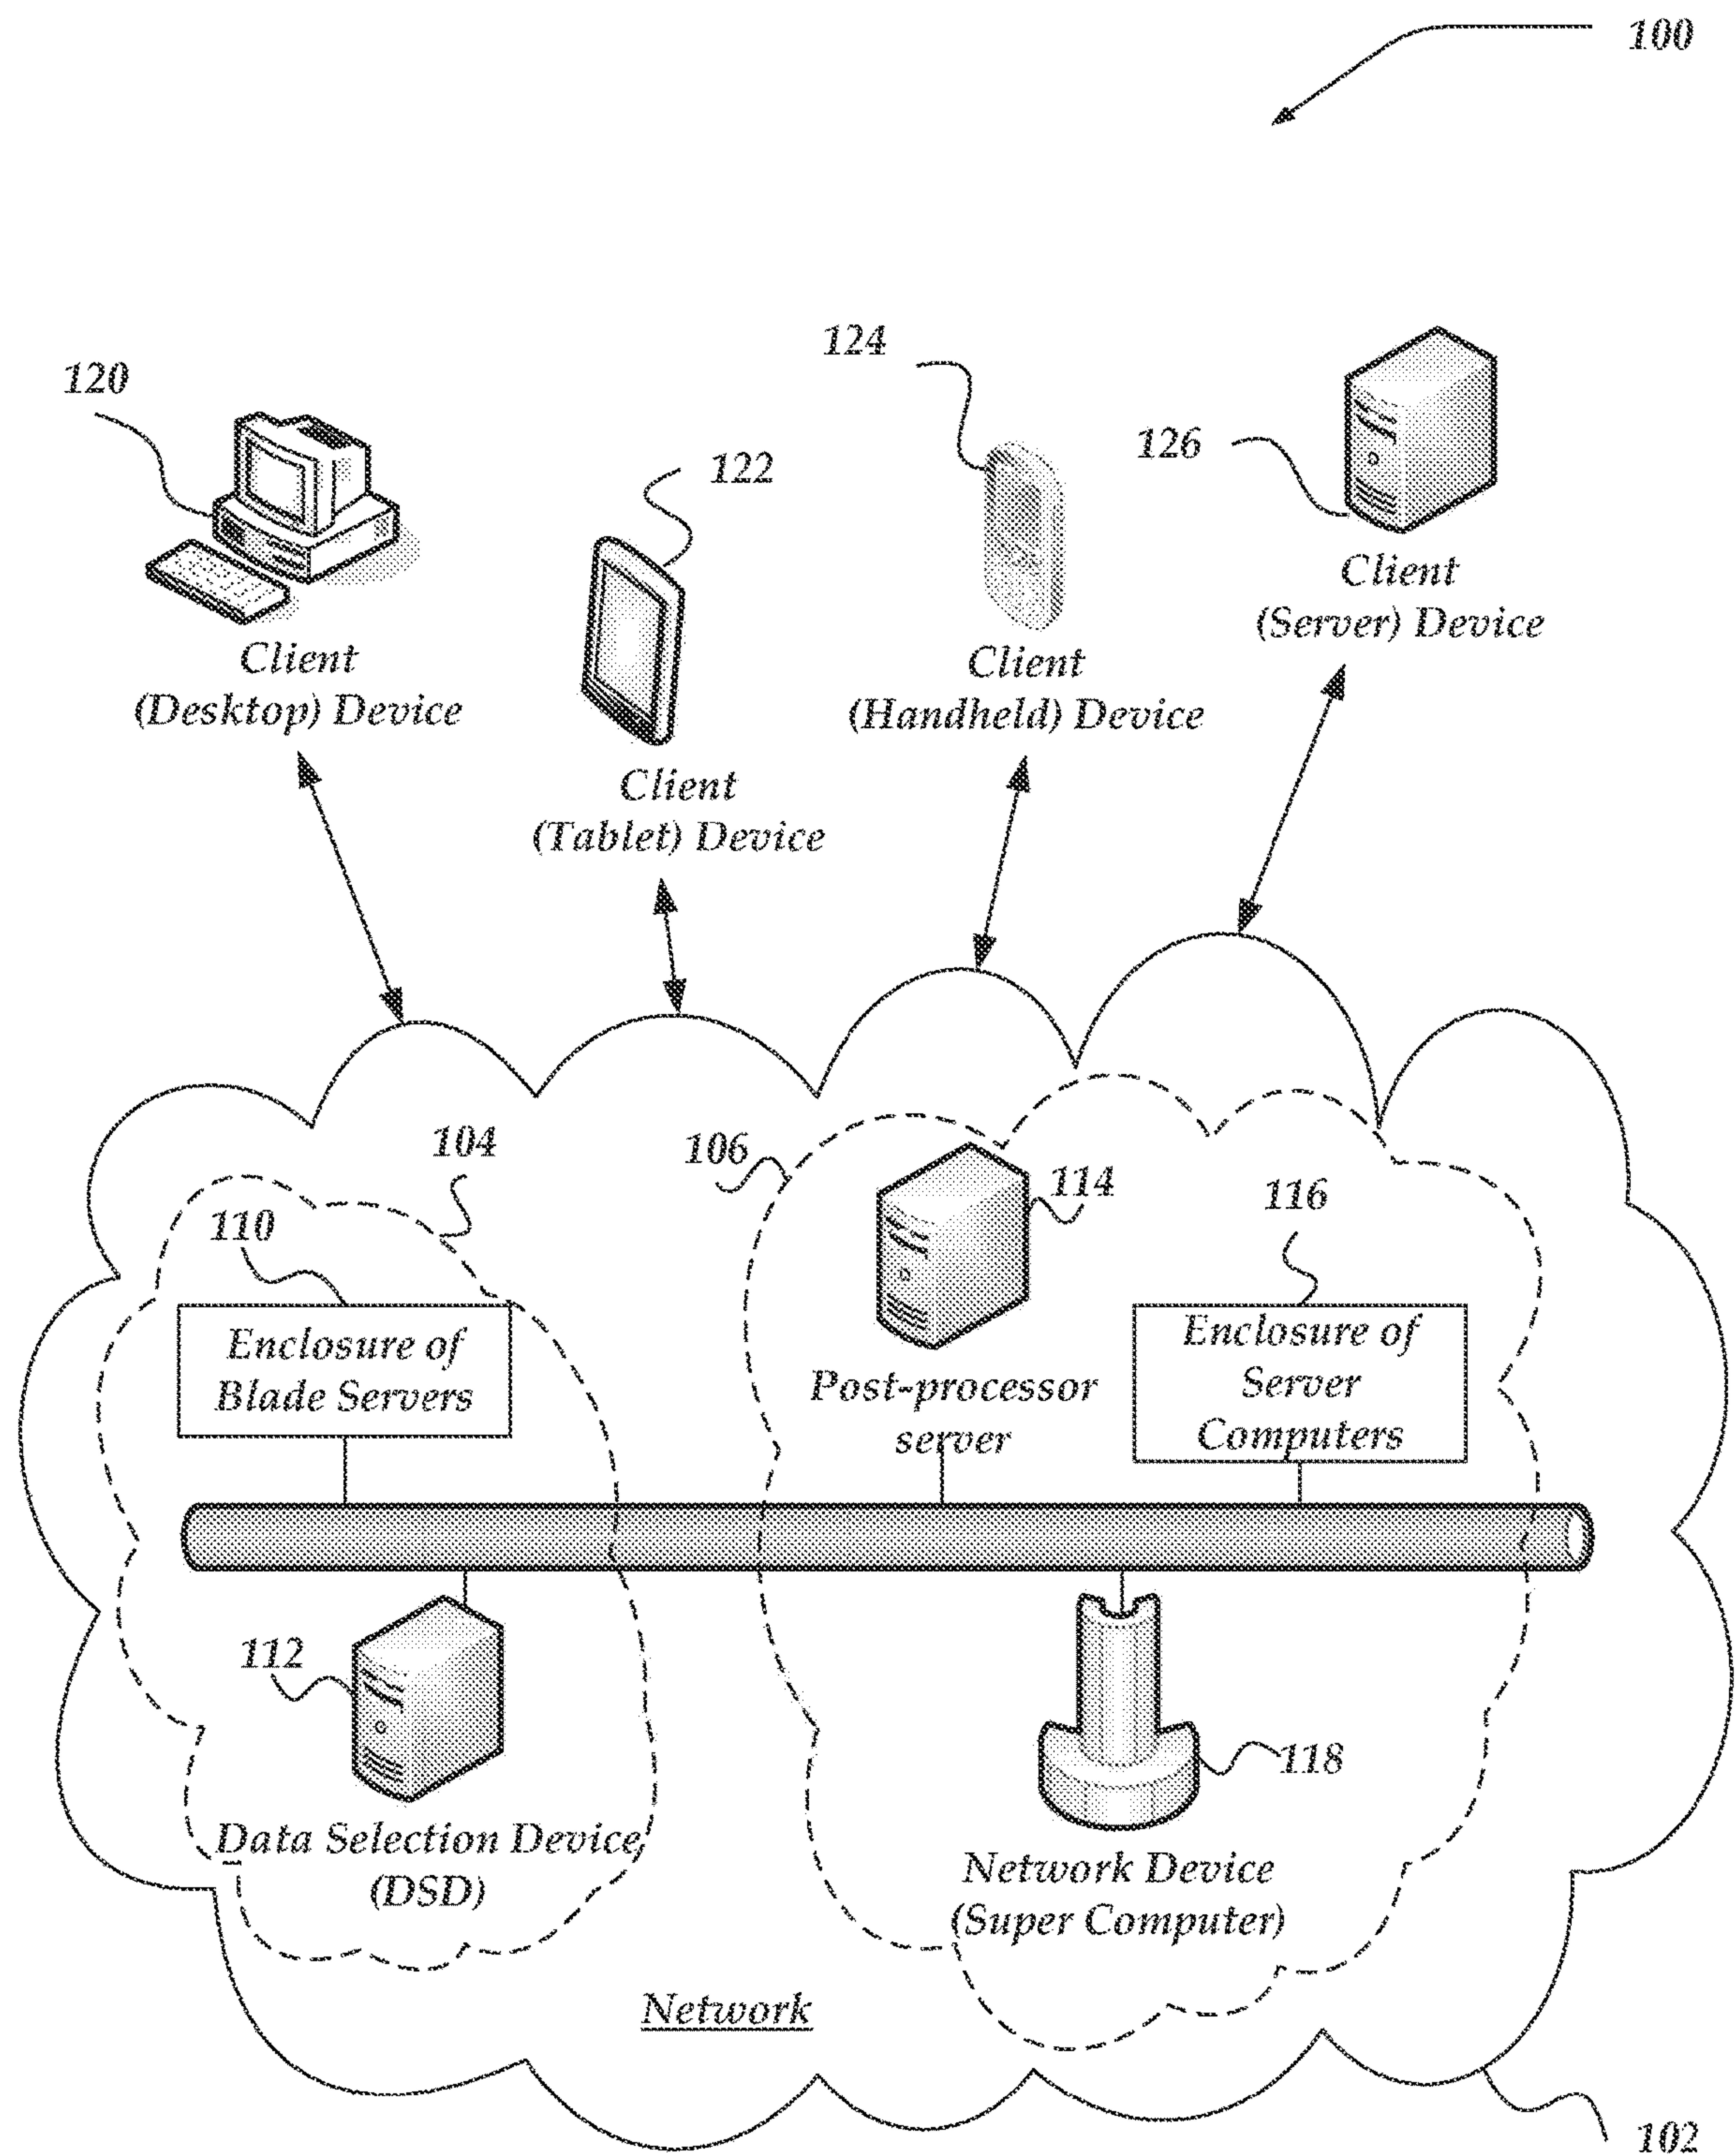 100
124
126
120
122
Client
(Server) Device
Client
(Desktop) Device
Client
(Handheld) Device
Client
(Tablet) Device
104
106
114
116
110
Enclosure of
Blade Servers
Post-processor
server
Enclosure of
Server
Computers
112
118
Data Selection Device
(DSD)
Network Device
(Super Computer)
Network
102